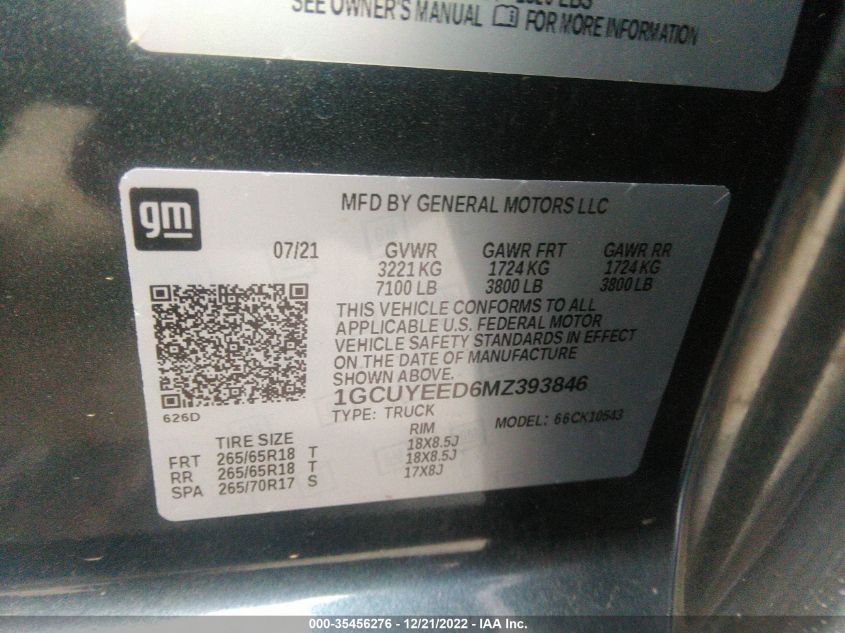 SEE OWNER'S MANUAL FOR MORE INFORMATION
gm
MFD BY GENERAL MOTORS LLC
07/21 GVWR GAWR FRT GAWR RR
3221 KG 1724 KG 1724 KG
7100 LB 3800 LB 3800 LB
THIS VEHICLE CONFORMS TO ALL
APPLICABLE U.S. FEDERAL MOTOR
VEHICLE SAFETY STANDARDS IN EFFECT
ON THE DATE OF MANUFACTURE
SHOWN ABOVE.
1GCUYEED6MZ393846
626D
TYPE: TRUCK MODEL: 66CK10543
TIRE SIZE RIM
FRT 265/65R18 T 18X8.5J
RR 265/65R18 T 18X8.5J
SPA 265/70R17 S 17X8J
000-35456276 - 12/21/2022 - IAA Inc.